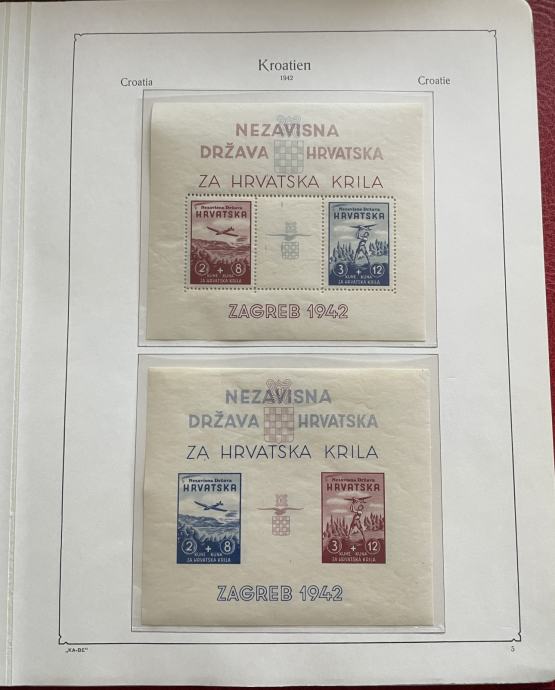 Kroatien
1942
Croatia
Croatie
NEZAVISNA
DRŽAVA HRVATSKA
ZA HRVATSKA KRILA
Nezavisna Država
HRVATSKA
2 + 8
KUNE KUNA
ZA HRVATSKA KRILA
Nezavisna Država
HRVATSKA
3 + 12
KUNE KUNA
ZA HRVATSKA KRILA
ZAGREB 1942
NEZAVISNA
DRŽAVA HRVATSKA
ZA HRVATSKA KRILA
Nezavisna Država
HRVATSKA
2 + 8
KUNE KUNA
ZA HRVATSKA KRILA
Nezavisna Država
HRVATSKA
3 + 12
KUNE KUNA
ZA HRVATSKA KRILA
ZAGREB 1942
„KA-BE“
5